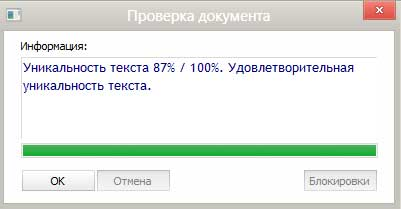 Проверка документа
Информация:
Уникальность текста 87% / 100%. Удовлетворительная
уникальность текста.
OK
Отмена
Блокировки